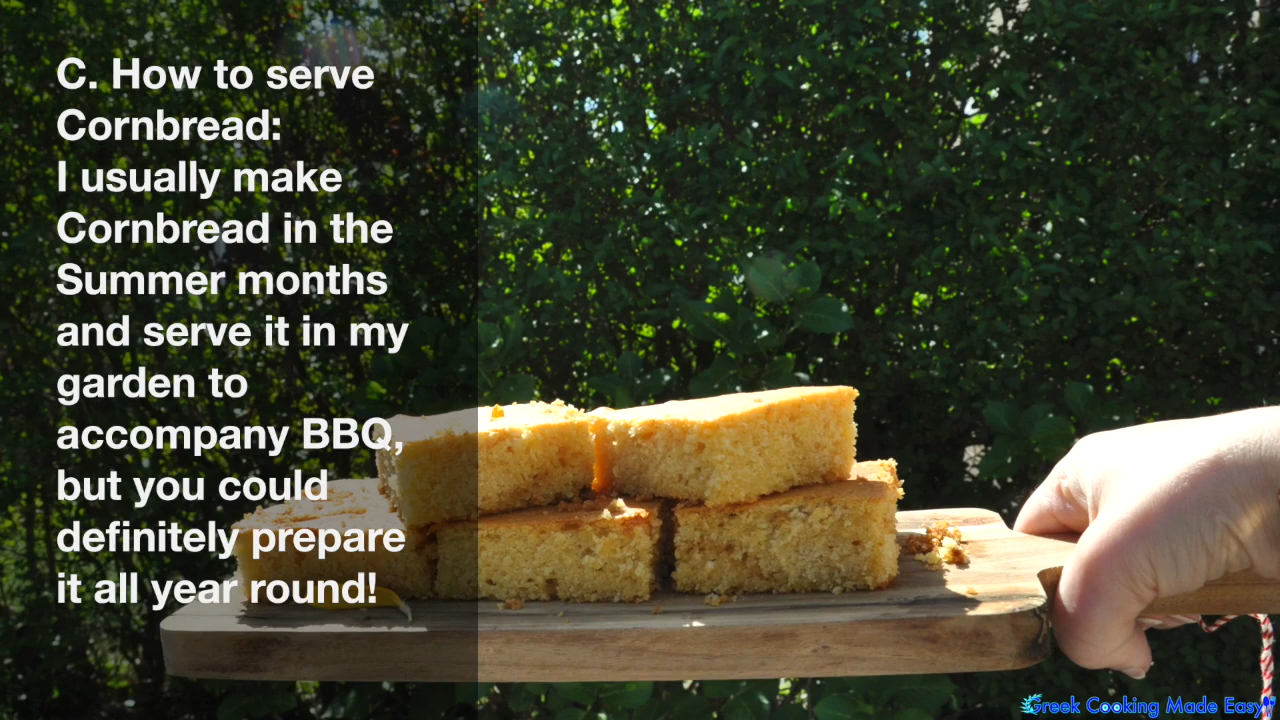 C. How to serve
Cornbread:
I usually make
Cornbread in the
Summer months
and serve it in my
garden to
accompany BBQ,
but you could
definitely prepare
it all year round!
Greek Cooking Made Easy